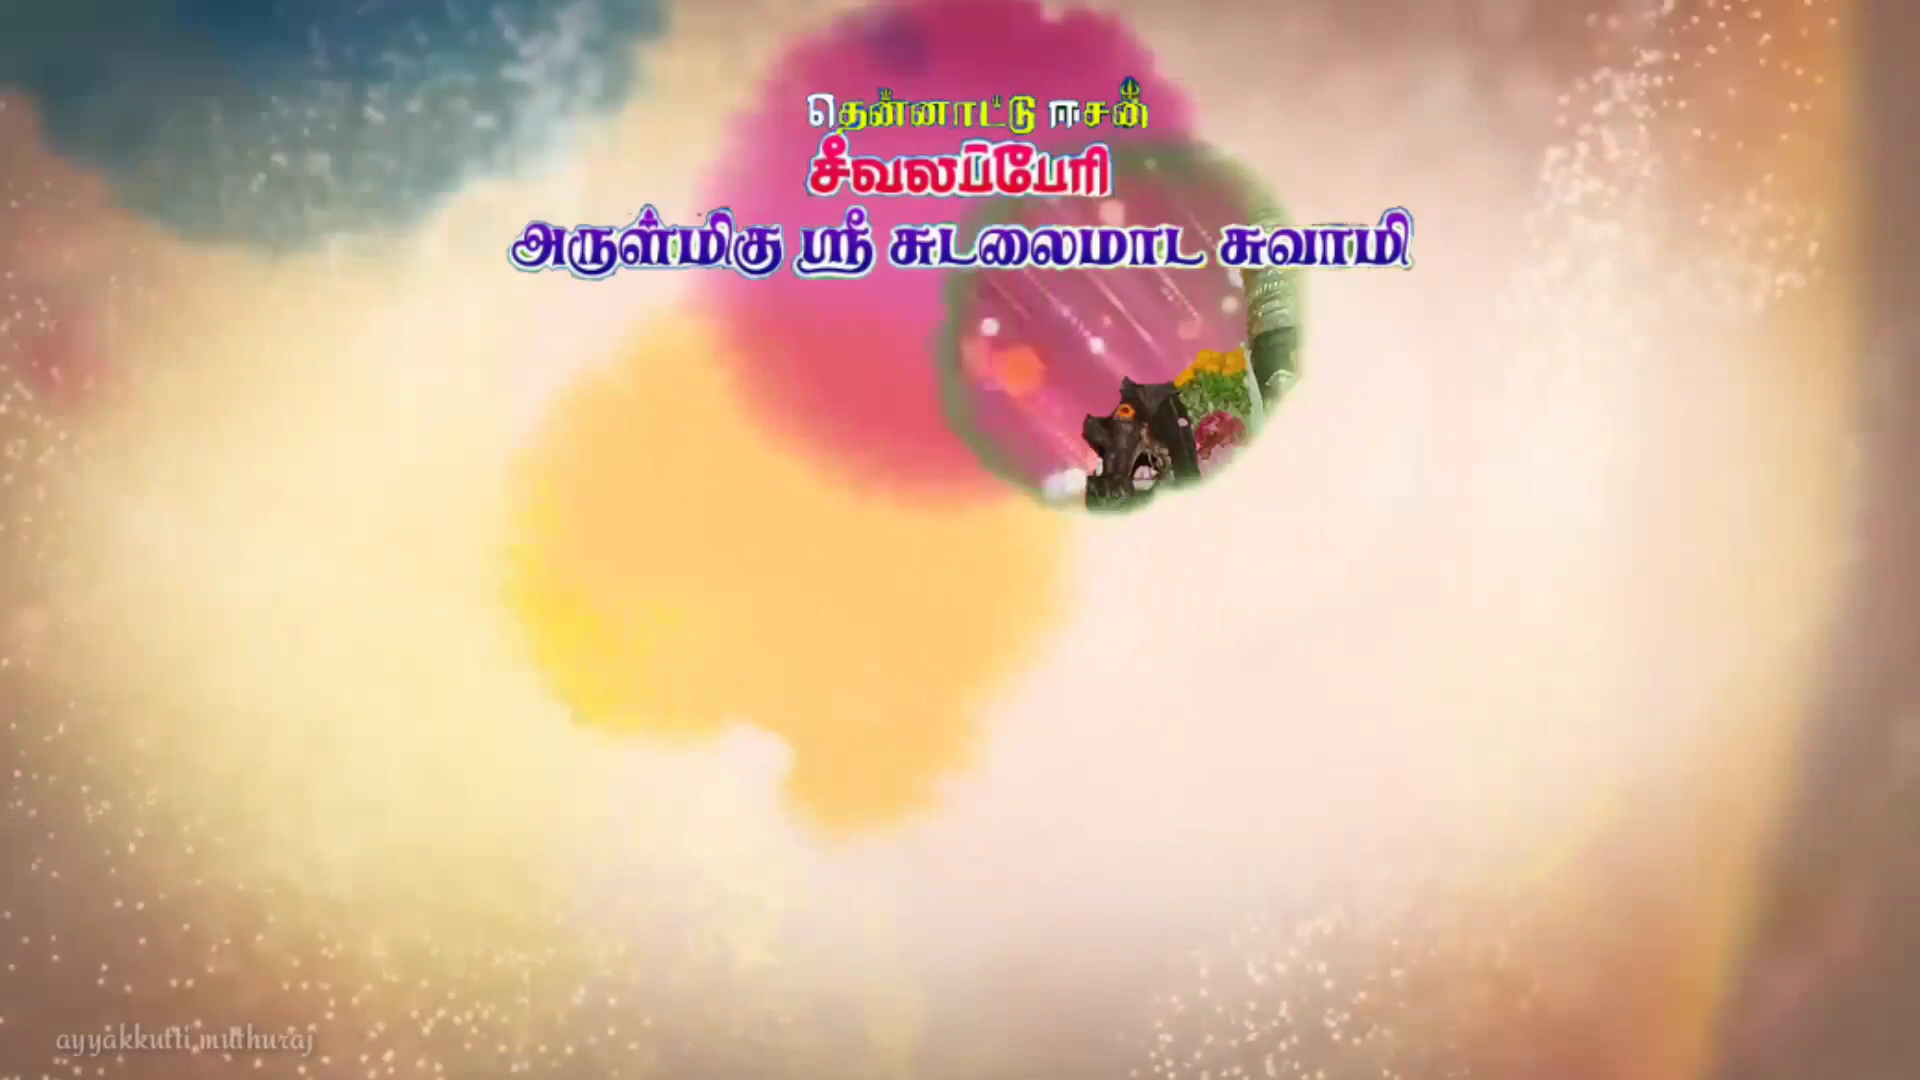 தென்னாட்டு ஈசன்
சீவலப்பேரி
அருள்மிகு ஸ்ரீ சுடலைமாட சுவாமி
ayyakkutti muthuraj